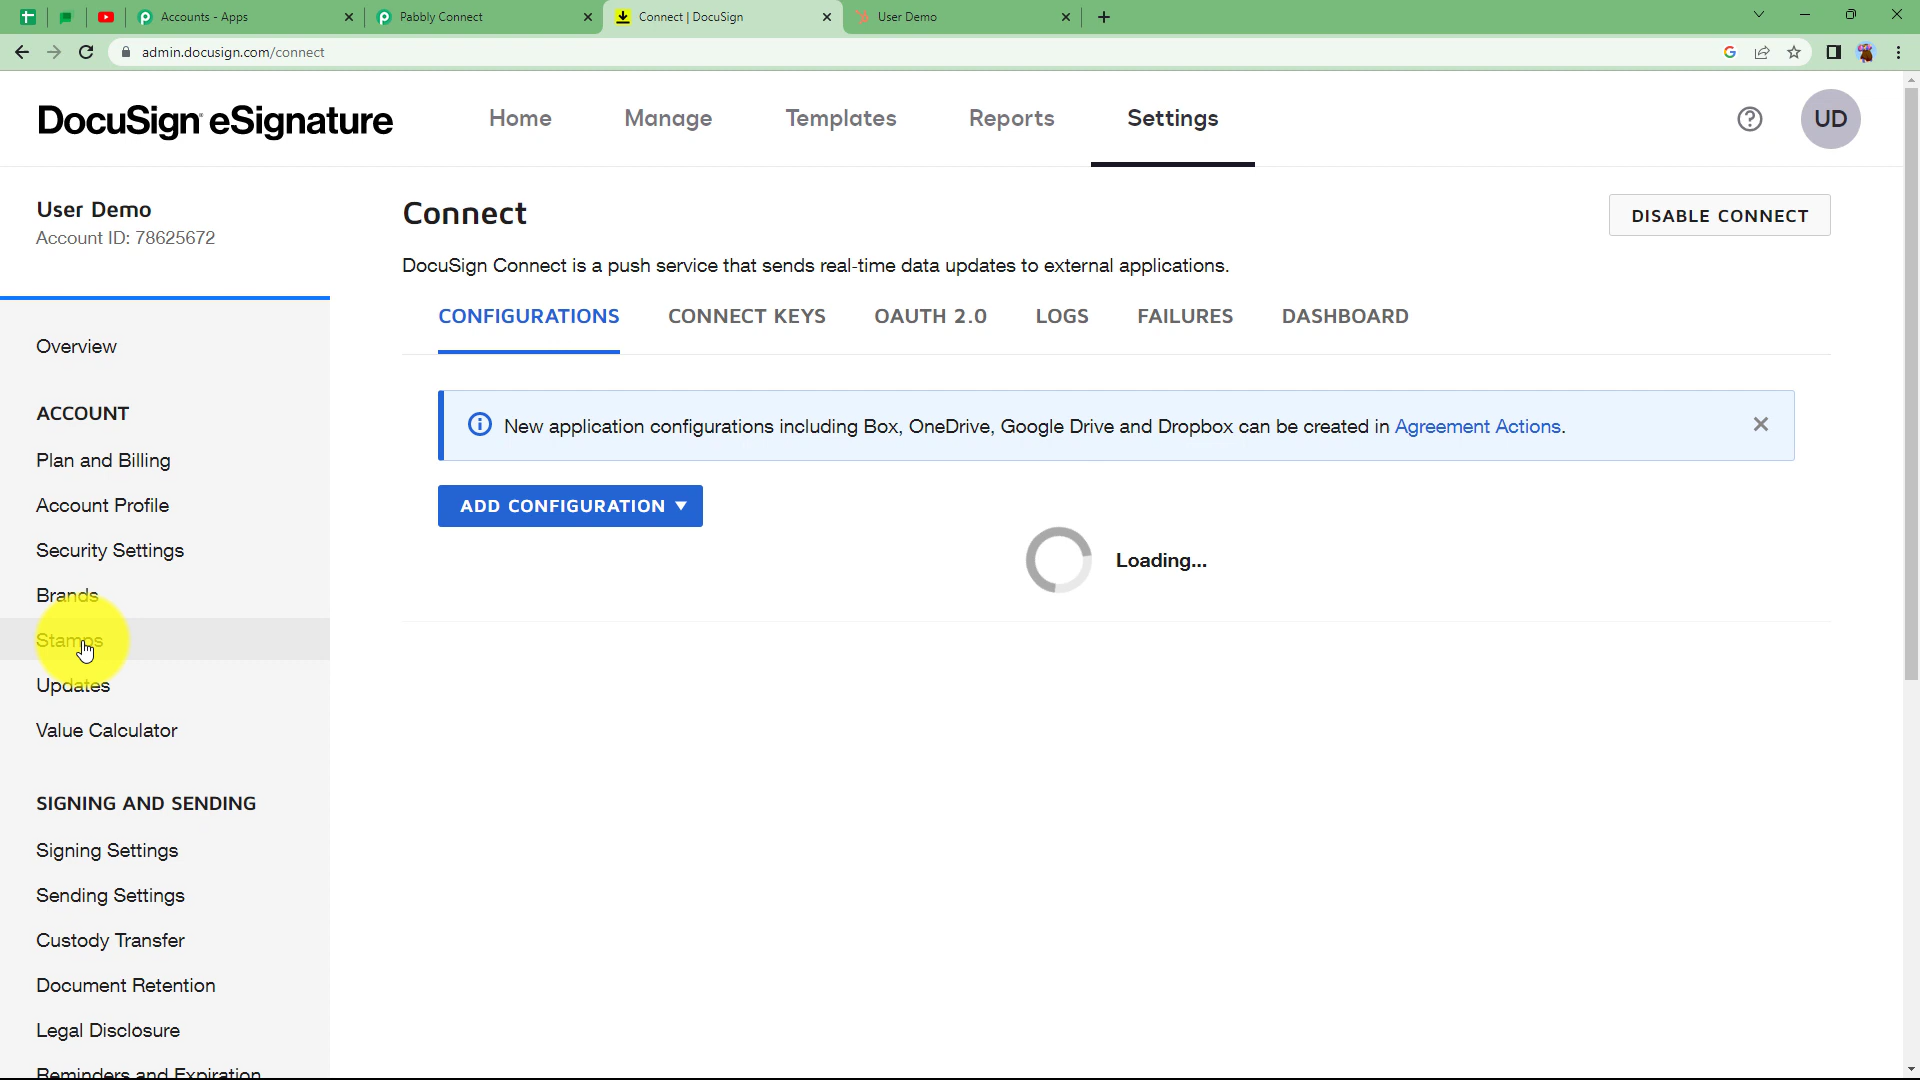 Accounts - Apps
Pabbly Connect
Connect | DocuSign
User Demo
admin.docusign.com/connect
DocuSign eSignature
Home
Manage
Templates
Reports
Settings
UD
User Demo
Account ID: 78625672
Connect
DISABLE CONNECT
DocuSign Connect is a push service that sends real-time data updates to external applications.
CONFIGURATIONS
CONNECT KEYS
OAUTH 2.0
LOGS
FAILURES
DASHBOARD
New application configurations including Box, OneDrive, Google Drive and Dropbox can be created in Agreement Actions.
ADD CONFIGURATION
Loading...
Overview
ACCOUNT
Plan and Billing
Account Profile
Security Settings
Brands
Stamps
Updates
Value Calculator
SIGNING AND SENDING
Signing Settings
Sending Settings
Custody Transfer
Document Retention
Legal Disclosure
Reminders and Expiration